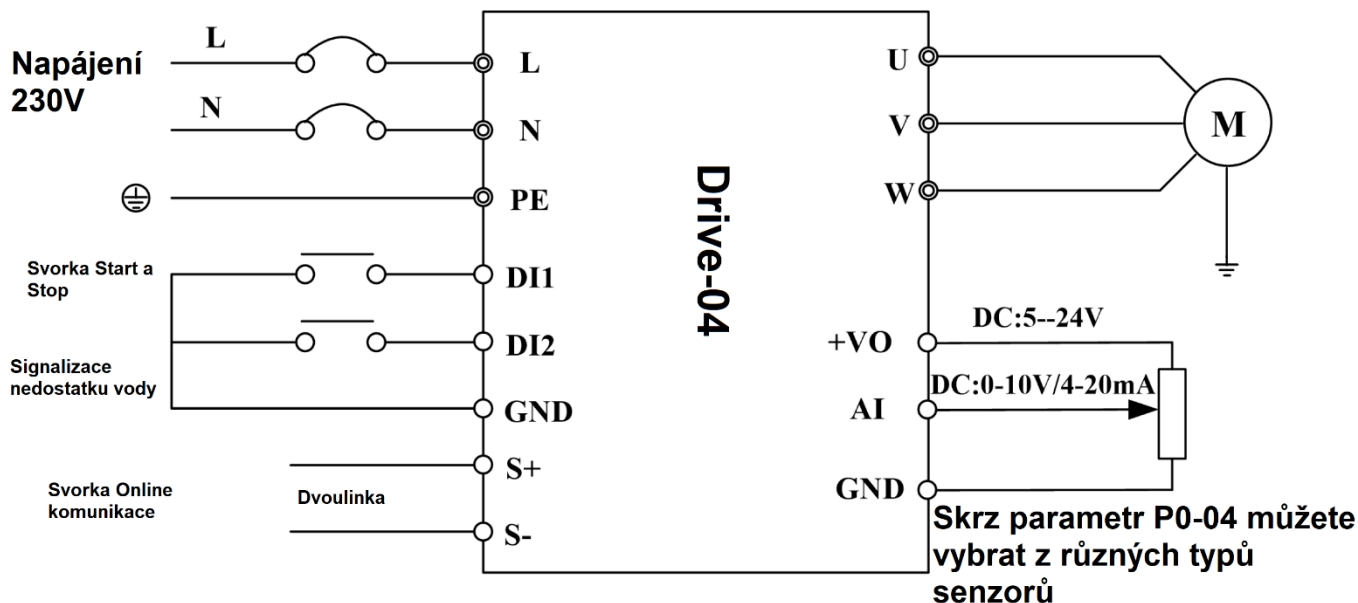 Napájení
230V
L
L
N
N
PE
Svorka Start a
Stop
DI1
Signalizace
nedostatku vody
DI2
GND
Svorka Online
komunikace
Dvoulinka
S+
S-
Drive-04
U
V
W
M
+VO
DC:5--24V
AI
DC:0-10V/4-20mA
GND
Skrz parametr P0-04 můžete
vybrat z různých typů
senzorů